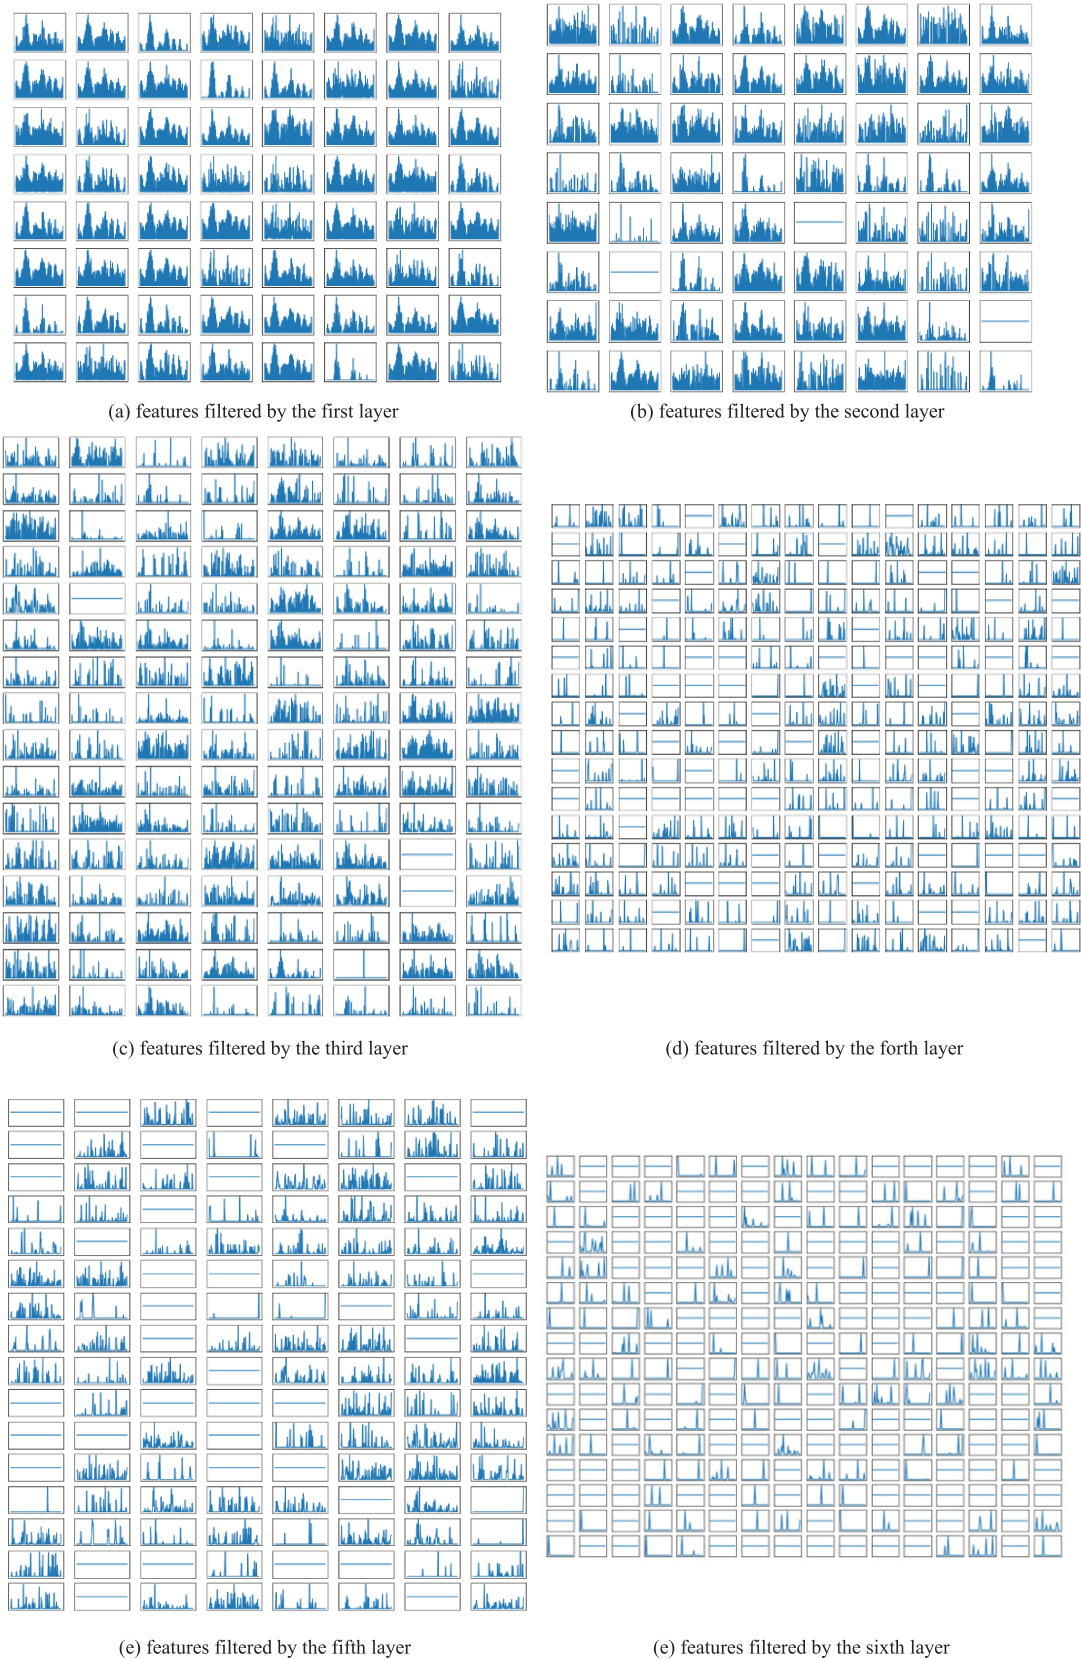 (a) features filtered by the first layer
(b) features filtered by the second layer
(c) features filtered by the third layer
(d) features filtered by the forth layer
(e) features filtered by the fifth layer
(e) features filtered by the sixth layer